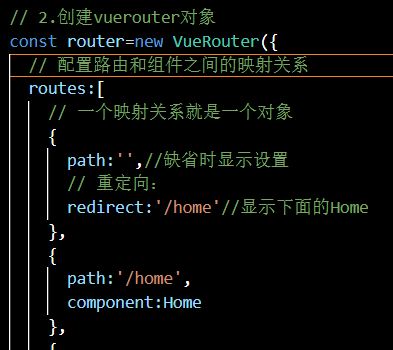 // 2.创建vuerouter对象
const router=new VueRouter({
// 配置路由和组件之间的映射关系
routes:[
// 一个映射关系就是一个对象
{
path:'',//缺省时显示设置
// 重定向：
redirect:'/home'//显示下面的Home
},
{
path:'/home',
component:Home
},
{